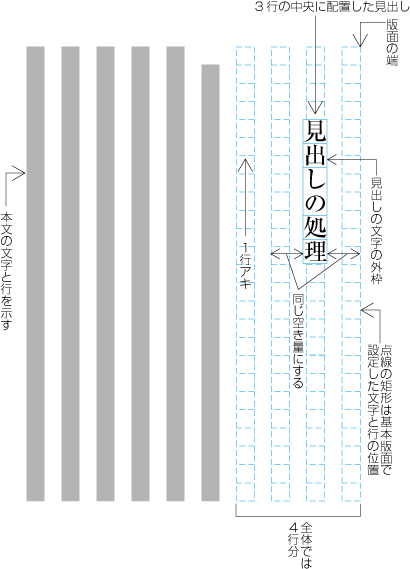 3行の中央に配置した見出し
版面の端
見出しの処理
見出しの文字の外枠
1行アキ
同じ空き量にする
点線の矩形は基本版面で
設定した文字と行の位置
本文の文字と行を示す
全体では
4行分